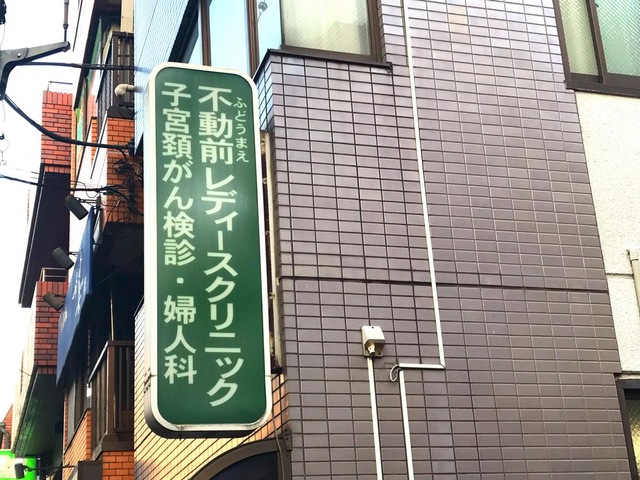 ふどうまえ
不動前レディースクリニック
子宮頚がん検診・婦人科